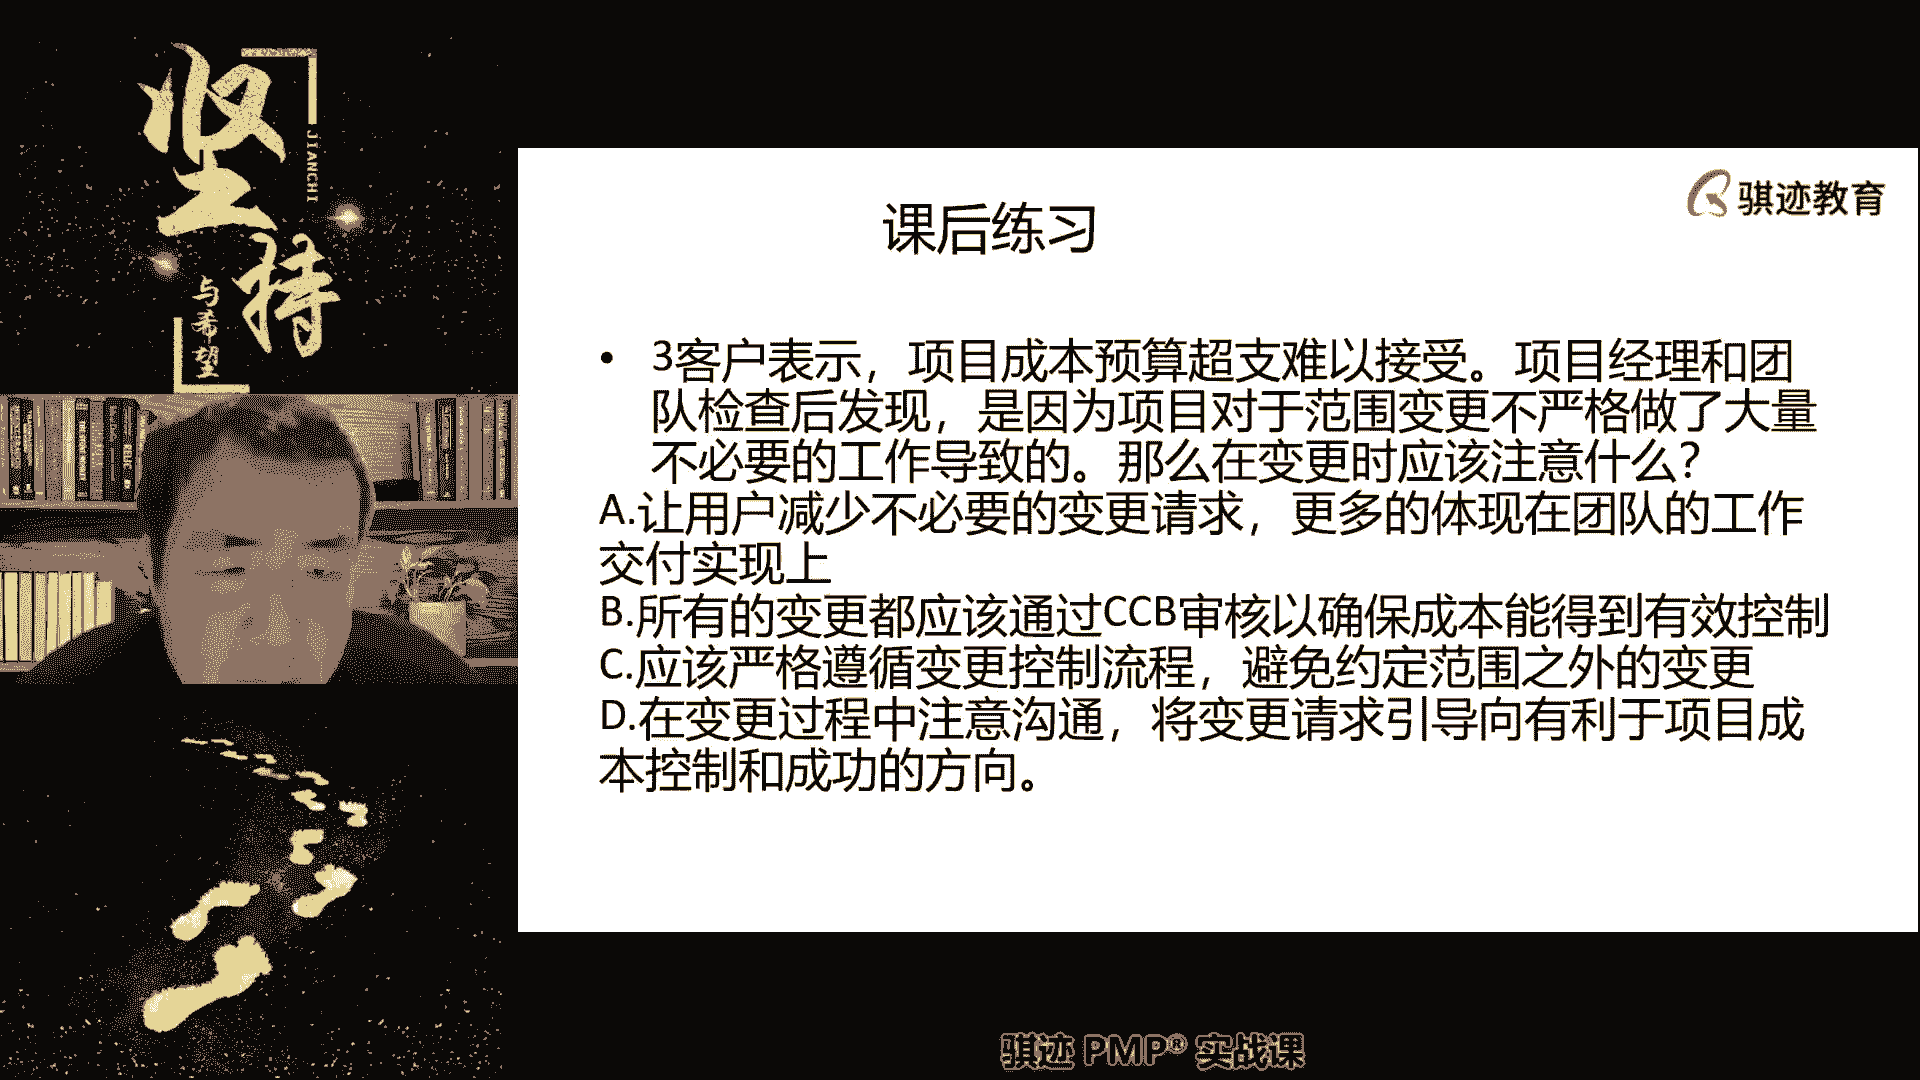 坚持
JIANCHI
与希望
骐迹教育
课后练习
• 3客户表示，项目成本预算超支难以接受。项目经理和团
队检查后发现，是因为项目对于范围变更不严格做了大量
不必要的工作导致的。那么在变更时应该注意什么？
A.让用户减少不必要的变更请求，更多的体现在团队的工作
交付实现上
B.所有的变更都应该通过CCB审核以确保成本能得到有效控制
C.应该严格遵循变更控制流程，避免约定范围之外的变更
D.在变更过程中注意沟通，将变更请求引导向有利于项目成
本控制和成功的方向。
骐迹 PMP® 实战课